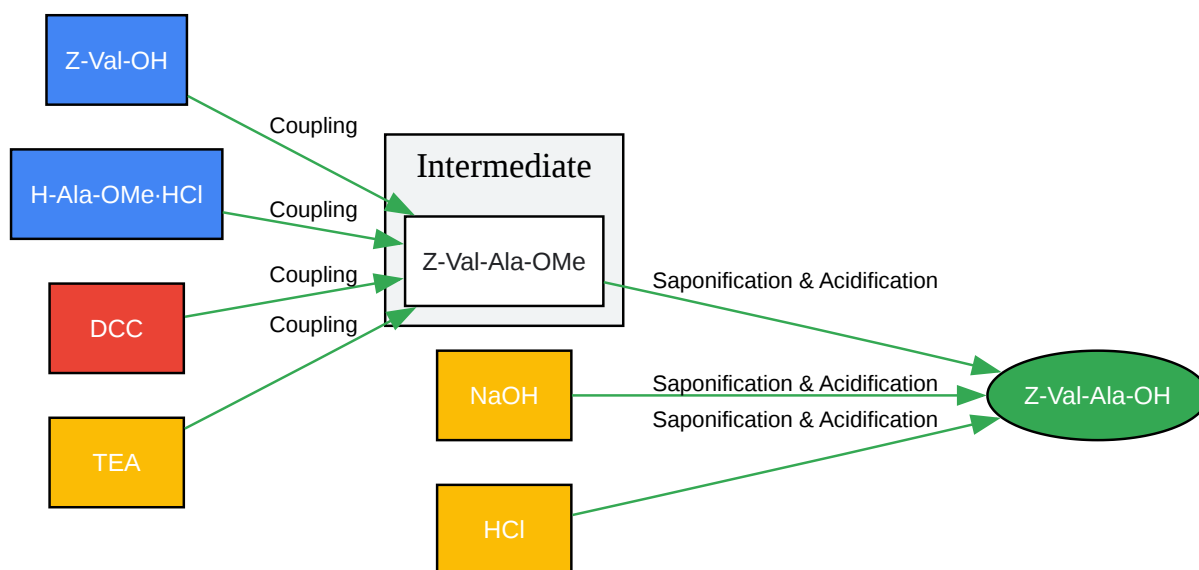 Z-Val-OH
Coupling
Intermediate
H-Ala-OMe·HCl
Coupling
Z-Val-Ala-OMe
Coupling
Saponification & Acidification
DCC
Coupling
NaOH
Saponification & Acidification
Z-Val-Ala-OH
Saponification & Acidification
TEA
HCl